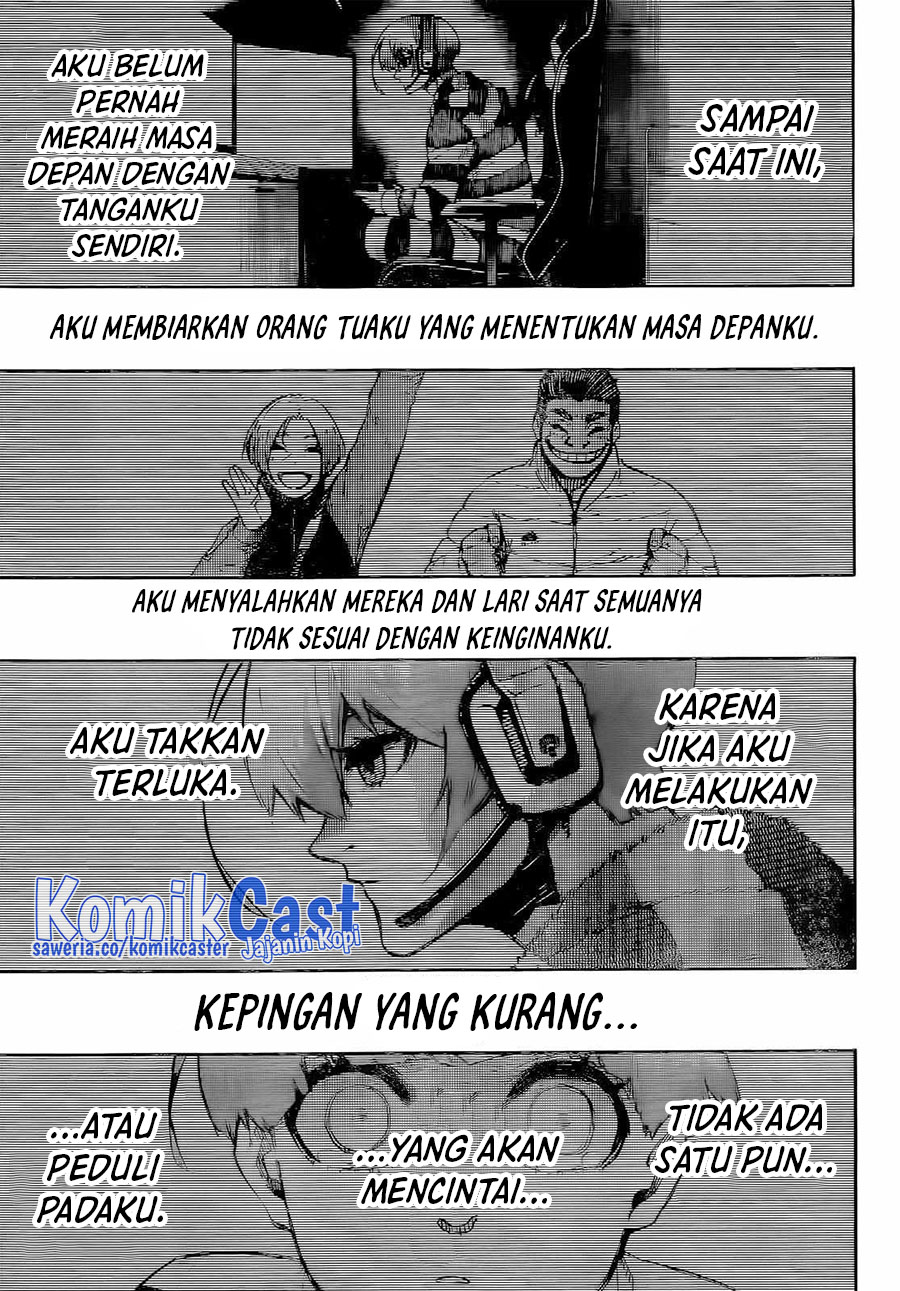 SAMPAI
SAAT INI,
AKU BELUM
PERNAH
MERAIH MASA
DEPAN DENGAN
TANGANKU
SENDIRI.
AKU MEMBIARKAN ORANG TUAKU YANG MENENTUKAN MASA DEPANKU.
AKU MENYALAHKAN MEREKA DAN LARI SAAT SEMUANYA
TIDAK SESUAI DENGAN KEINGINANKU.
KARENA
JIKA AKU
MELAKUKAN
ITU,
AKU TAKKAN
TERLUKA.
KomikCast
saweria.co/komikcaster Jajanin Kopi
KEPINGAN YANG KURANG...
TIDAK ADA
SATU PUN...
...YANG AKAN
MENCINTAI...
...ATAU
PEDULI
PADAKU.